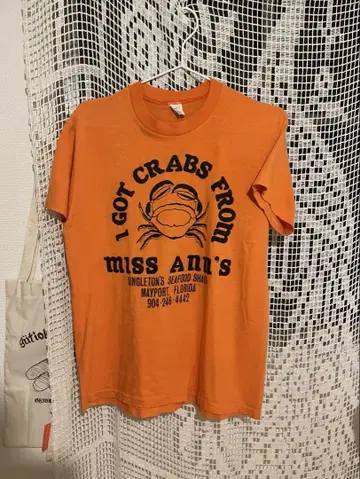 I GOT CRABS FROM
MISS ANN'S
SINGLETON'S SEAFOOD SHACK
MAYPORT FLORIDA
904-246-4442